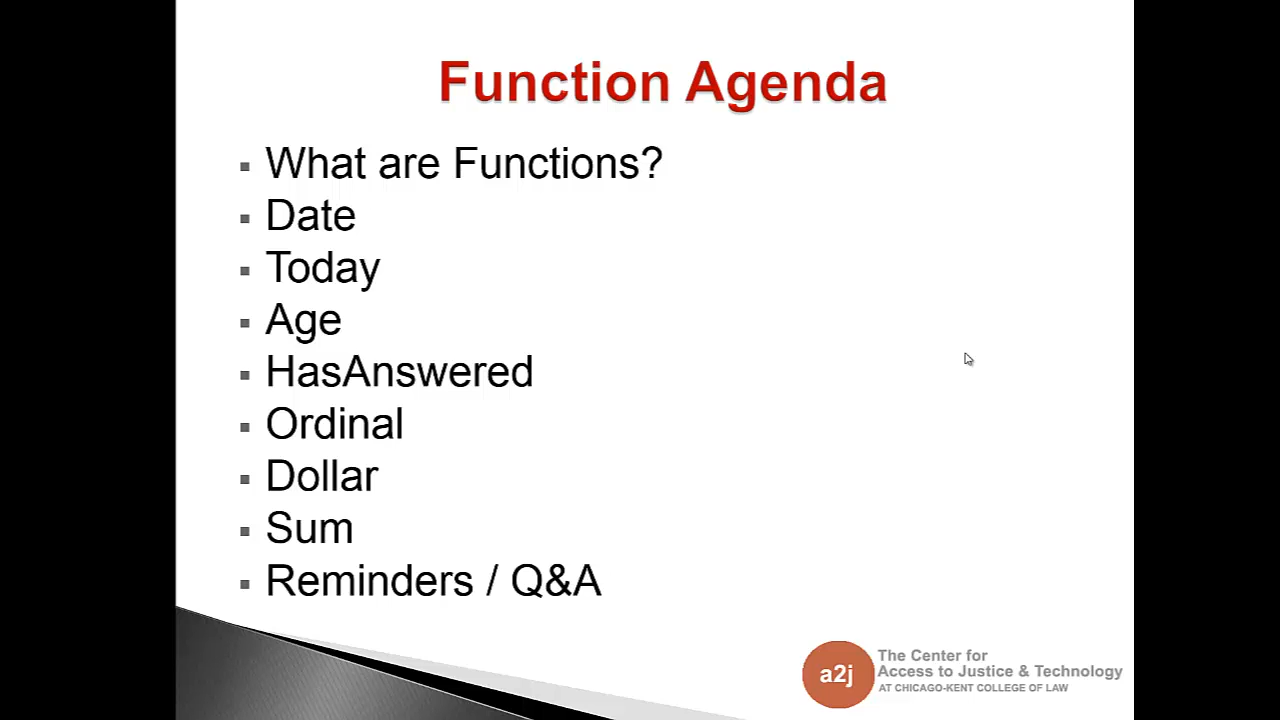 Function Agenda
What are Functions?
Date
Today
Age
HasAnswered
Ordinal
Dollar
Sum
Reminders / Q&A
a2j
The Center for
Access to Justice & Technology
AT CHICAGO-KENT COLLEGE OF LAW